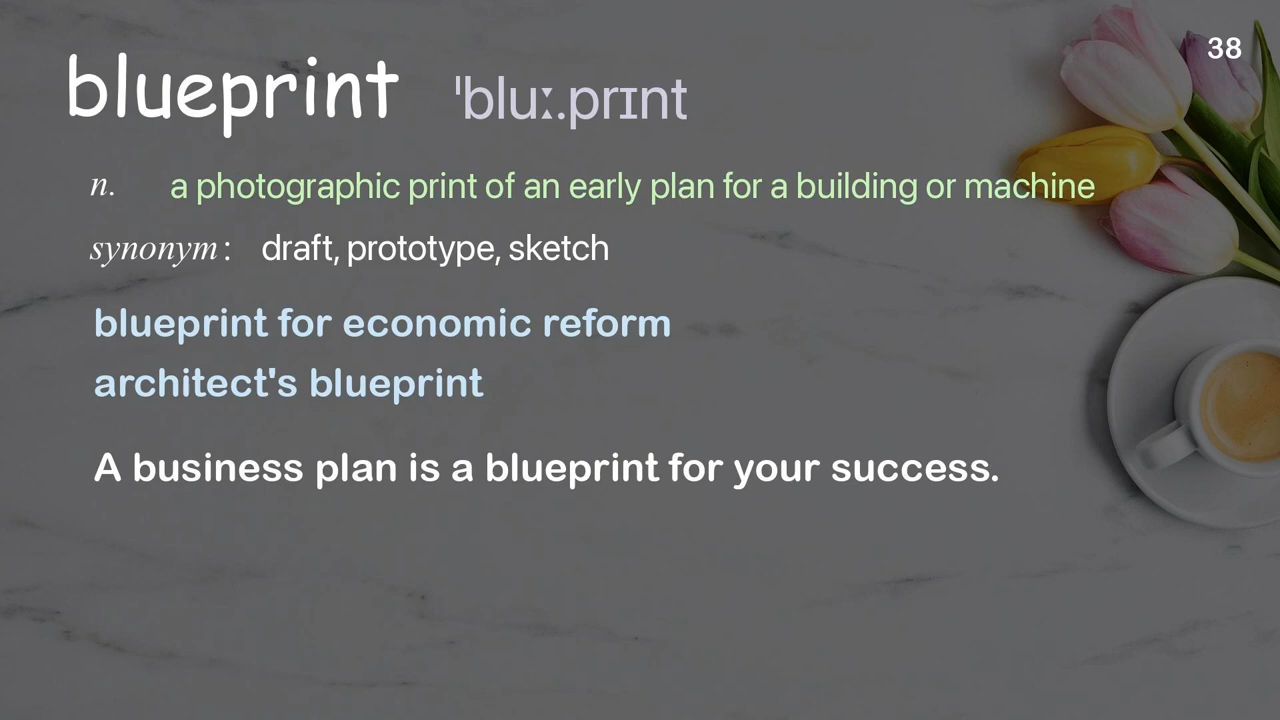 38
blueprint ˈbluː.prɪnt
n. a photographic print of an early plan for a building or machine
synonym: draft, prototype, sketch
blueprint for economic reform
architect's blueprint
A business plan is a blueprint for your success.